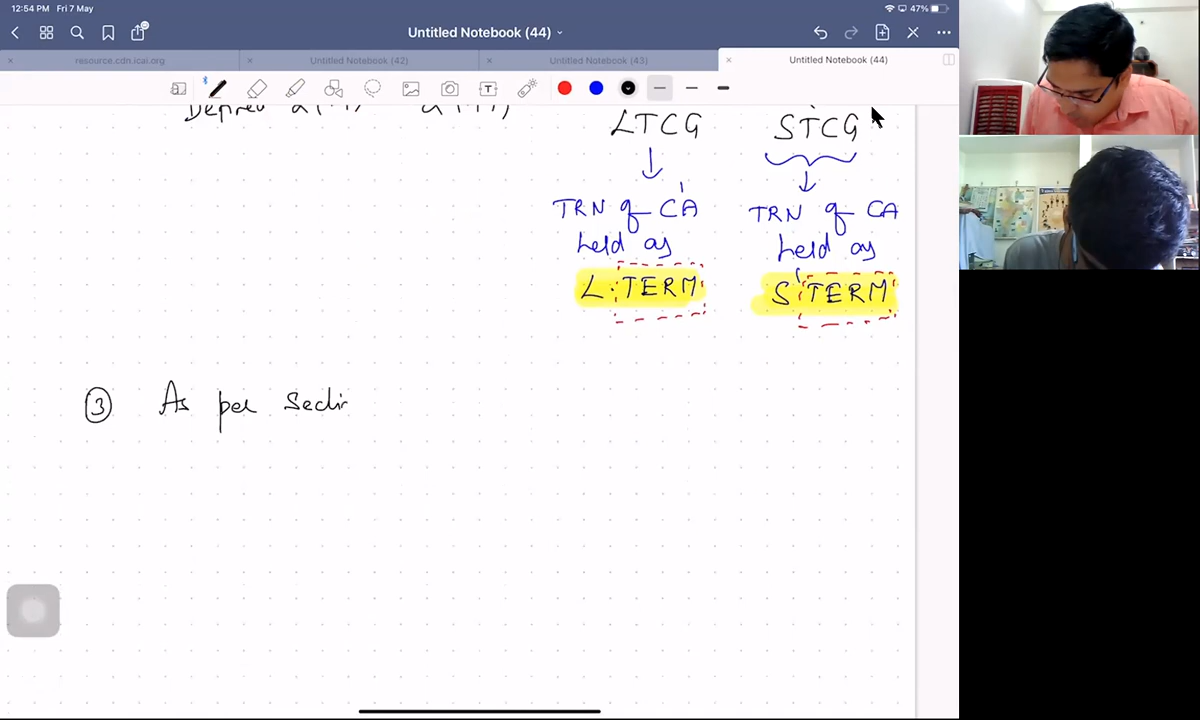 12:54 PM Fri 7 May
47%
Untitled Notebook (44)
resource.cdn.icai.org
Untitled Notebook (42)
Untitled Notebook (43)
Untitled Notebook (44)
T
LTCG STCG
TRN of CA TRN of CA
held as held as
L. TERM S TERM
3 As per Sectir